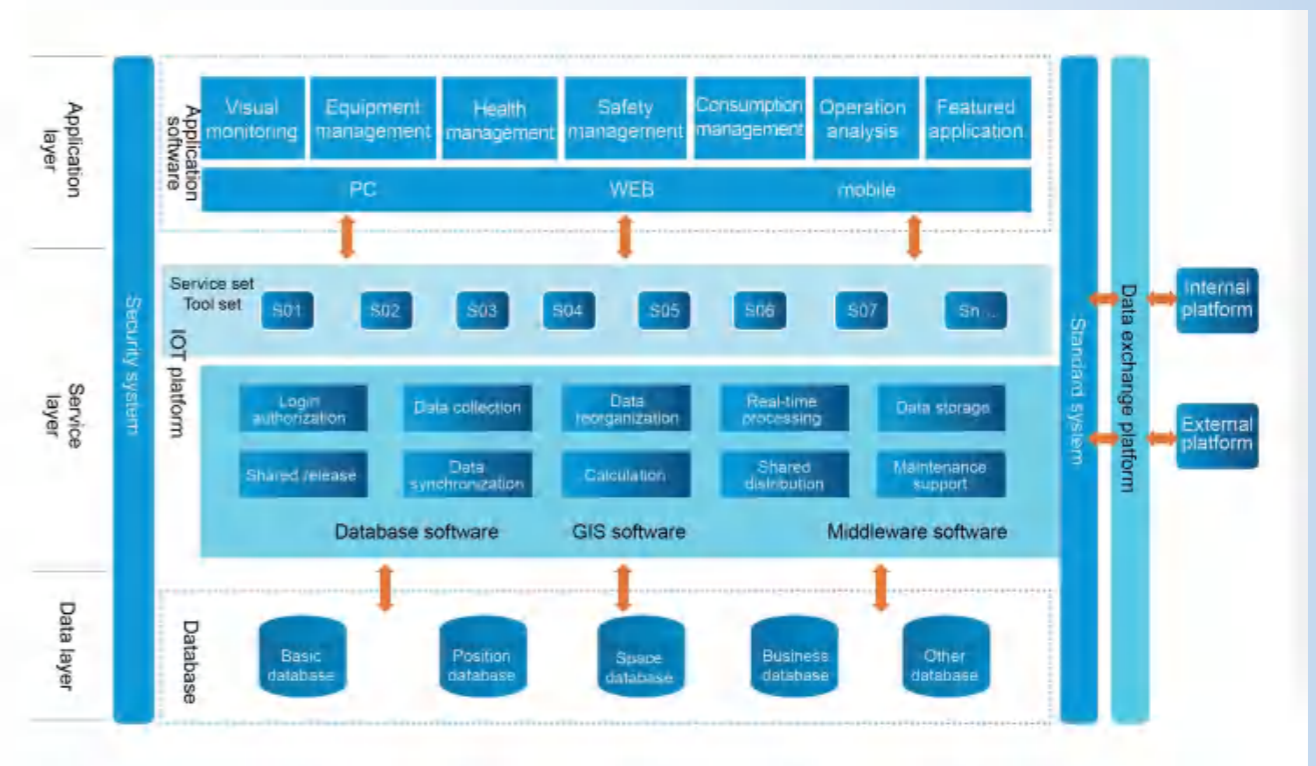 Application
layer
Application
software
Visual
monitoring
Equipment
management
Health
management
Safety
management
Consumption
management
Operation
analysis
Featured
application
PC
WEB
mobile
Service
layer
Security system
Service set
Tool set
S01
S02
S03
S04
S05
S06
S07
Sn...
IOT platform
Login
authorization
Data collection
Data
reorganization
Real-time
processing
Data storage
Shared release
Data
synchronization
Calculation
Shared
distribution
Maintenance
support
Database software
GIS software
Middleware software
Data layer
Database
Basic
database
Position
database
Space
database
Business
database
Other
database
Standard system
Data exchange platform
Internal
platform
External
platform